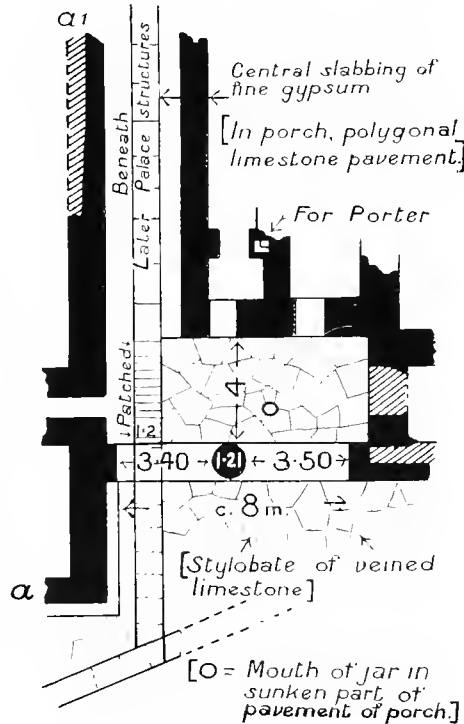 a1
Beneath
Later Palace structures
Central slabbing of
fine gypsum
[In porch, polygonal
limestone pavement.]
For Porter
Patched
4
O
1·2
3·40 1·21 3·50
c. 8 m.
[Stylobate of veined
limestone]
a
[O = Mouth of jar in
sunken part of
pavement of porch.]